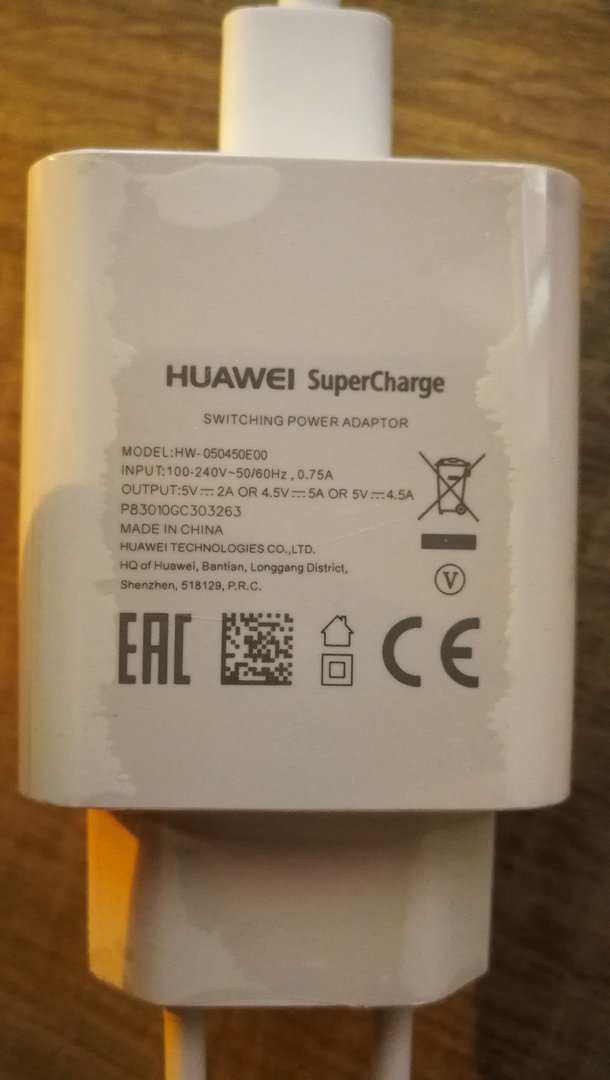 HUAWEI SuperCharge
SWITCHING POWER ADAPTOR
MODEL:HW-050450E00
INPUT:100-240V~50/60Hz , 0.75A
OUTPUT:5V⎓2A OR 4.5V⎓5A OR 5V⎓4.5A
P83010GC303263
MADE IN CHINA
HUAWEI TECHNOLOGIES CO.,LTD.
HQ of Huawei, Bantian, Longgang District,
Shenzhen, 518129, P.R.C.
V
EAC CE